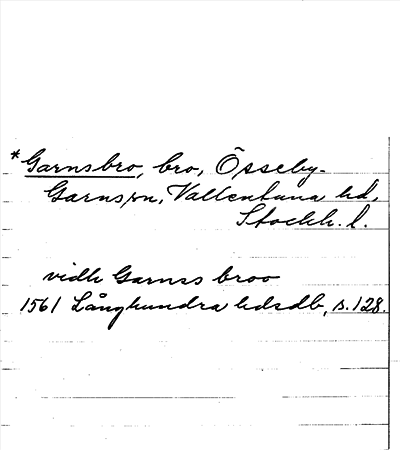 *Garnsbro, bro, Össeby-
Garns sn, Vallentuna hd,
Stockh. l.
vidh Garnss broo
1561 Långhundra hdsdb, s. 128.